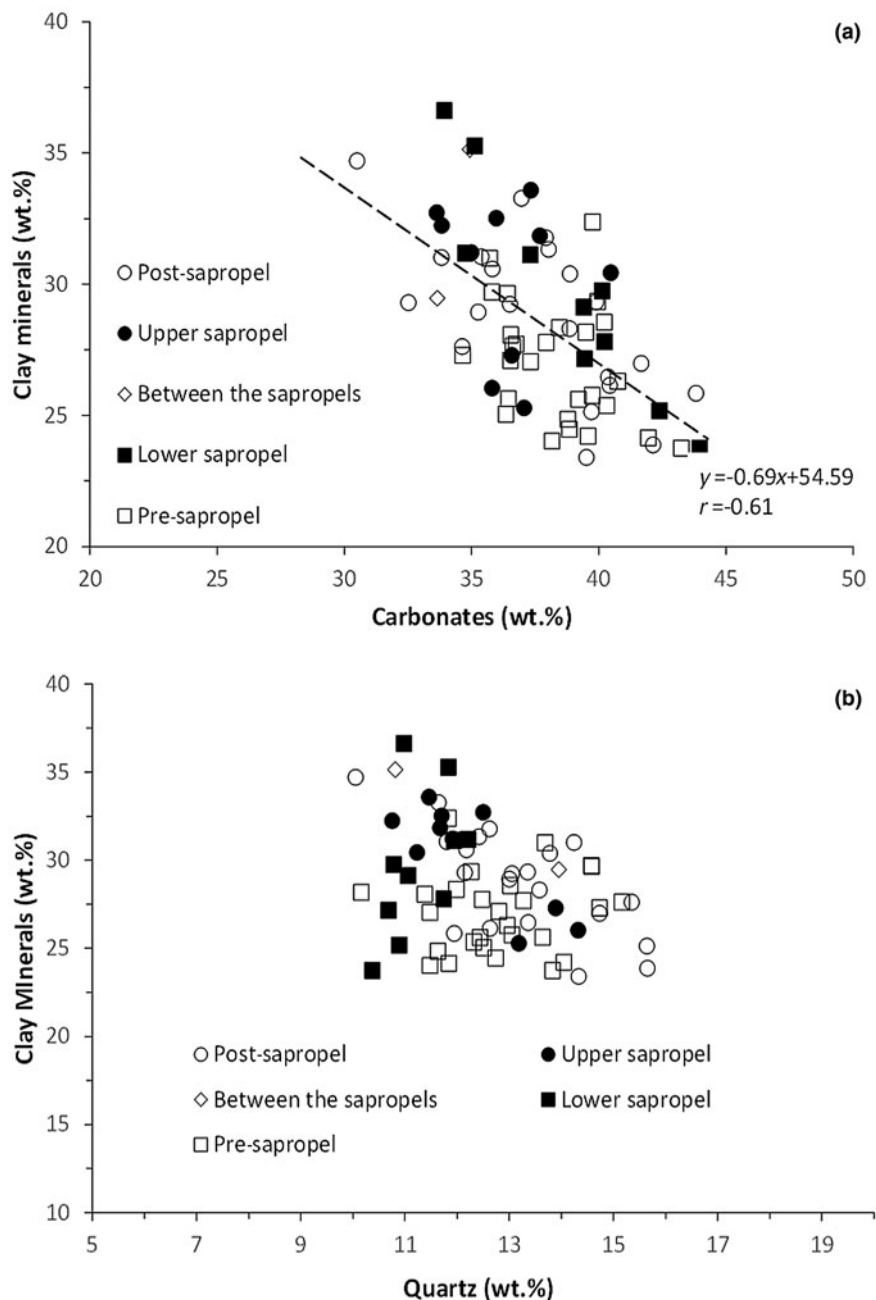 (a)
40
35
30
25
20
Clay minerals (wt.%)
Post-sapropel
Upper sapropel
Between the sapropels
Lower sapropel
Pre-sapropel
y =-0.69x+54.59
r =-0.61
20 25 30 35 40 45 50
Carbonates (wt.%)
(b)
40
35
30
25
20
15
10
Clay MInerals (wt.%)
Post-sapropel Upper sapropel
Between the sapropels Lower sapropel
Pre-sapropel
5 7 9 11 13 15 17 19
Quartz (wt.%)